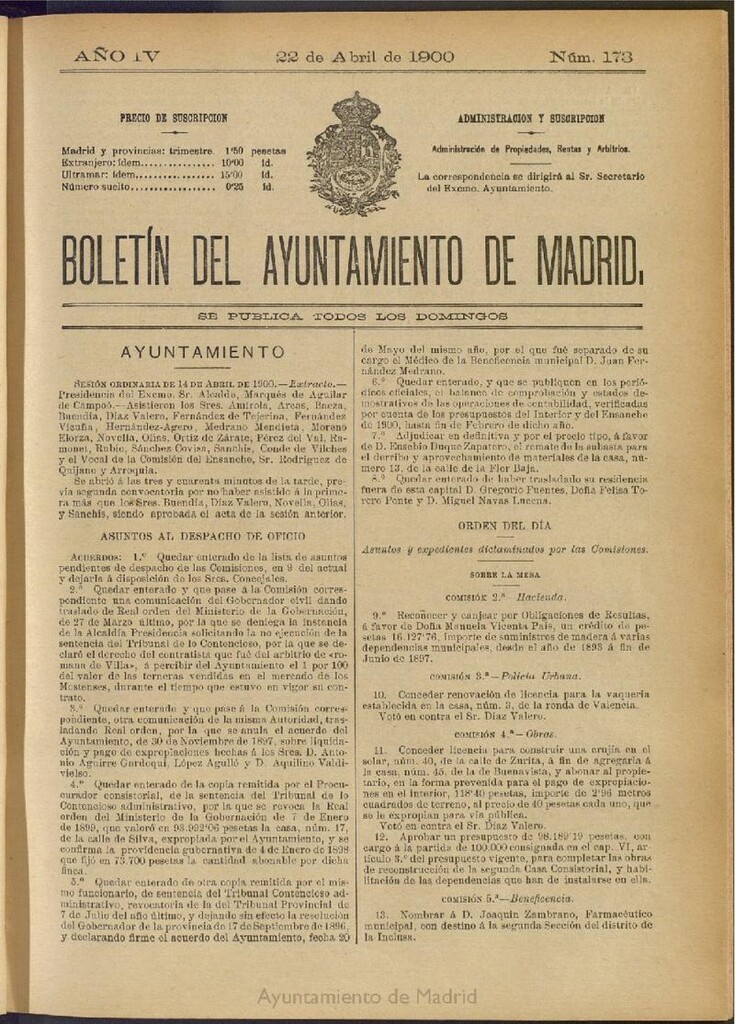 AÑO IV
22 de Abril de 1900
Núm. 173
PRECIO DE SUSCRIPCION
Madrid y provincias: trimestre. 1'50 pesetas
Extranjero: ídem............... 10'00 íd.
Ultramar: ídem................. 15'00 íd.
Número suelto.................. 0'25 íd.
ADMINISTRACION Y SUSCRIPCION
Administración de Propiedades, Rentas y Arbitrios.
La correspondencia se dirigirá al Sr. Secretario
del Excmo. Ayuntamiento.
BOLETÍN DEL AYUNTAMIENTO DE MADRID.
SE PUBLICA TODOS LOS DOMINGOS
AYUNTAMIENTO
SESIÓN ORDINARIA DE 14 DE ABRIL DE 1900.—Extracto.—
Presidencia del Excmo. Sr. Alcalde, Marqués de Aguilar
de Campoó.—Asistieron los Sres. Amírola, Arcas, Baeza,
Buendía, Díaz Valero, Fernández de Tejerina, Fernández
Vicuña, Hernández-Agero, Medrano Mendieta, Moreno
Elorza, Novella, Olías, Ortiz de Zárate, Pérez del Val, Ra-
monei, Rubio, Sánchez Covisa, Sanchis, Conde de Vilches
y el Vocal de la Comisión del Ensanche, Sr. Rodríguez de
Quijano y Arroquia.
Se abrió á las tres y cuarenta minutos de la tarde, pre-
via segunda convocatoria por no haber asistido á la prime-
ra más que los Sres. Buendía, Díaz Valero, Novella, Olías,
y Sanchis, siendo aprobada el acta de la sesión anterior.
ASUNTOS AL DESPACHO DE OFICIO
ACUERDOS: 1.º Quedar enterado de la lista de asuntos
pendientes de despacho de las Comisiones, en 9 del actual
y dejarla á disposición de los Sres. Concejales.
2.º Quedar enterado y que pase á la Comisión corres-
pondiente una comunicación del Gobernador civil dando
traslado de Real orden del Ministerio de la Gobernación,
de 27 de Marzo último, por la que se deniega la instancia
de la Alcaldía Presidencia solicitando la no ejecución de la
sentencia del Tribunal de lo Contencioso, por la que se de-
claró el derecho del contratista que fué del arbitrio de «Ro-
mana de Villa», á percibir del Ayuntamiento el 1 por 100
del valor de las terneras vendidas en el mercado de los
Mostenses, durante el tiempo que estuvo en vigor su con-
trato.
3.º Quedar enterado y que pase á la Comisión corres-
pondiente, otra comunicación de la misma Autoridad, tras-
ladando Real orden, por la que se anula el acuerdo del
Ayuntamiento, de 30 de Noviembre de 1897, sobre liquida-
ción y pago de expropiaciones hechas á los Sres. D. Anto-
nio Aguirre Gardoqui, López Agulló y D. Aquilino Valdi-
vielso.
4.º Quedar enterado de la copia remitida por el Procu-
curador consistorial, de la sentencia del Tribunal de lo
Contencioso administrativo, por la que se revoca la Real
orden del Ministerio de la Gobernación de 7 de Enero
de 1899, que valoró en 93.992'06 pesetas la casa, núm. 17,
de la calle de Silva, expropiada por el Ayuntamiento, y se
confirma la providencia gubernativa de 4 de Enero de 1898
que fijó en 73.700 pesetas la cantidad abonable por dicha
finca.
5.º Quedar enterado de otra copia remitida por el mis-
mo funcionario, de sentencia del Tribunal Contencioso ad-
ministrativo, revocatoria de la del Tribunal Provincial de
7 de Julio del año último, y dejando sin efecto la resolución
del Gobernador de la provincia de 17 de Septiembre de 1896,
y declarando firme el acuerdo del Ayuntamiento, fecha 20
de Mayo del mismo año, por el que fué separado de su
cargo el Médico de la Beneficencia municipal D. Juan Fer-
nández Medrano.
6.º Quedar enterado, y que se publiquen en los perió-
dicos oficiales, el balance de comprobación y estados de-
mostrativos de las operaciones de contabilidad, verificadas
por cuenta de los presupuestos del Interior y del Ensanche
de 1900, hasta fin de Febrero de dicho año.
7.º Adjudicar en definitiva y por el precio tipo, á favor
de D. Eusebio Duque Zapatero, el remate de la subasta para
el derribo y aprovechamiento de materiales de la casa, nú-
mero 13, de la calle de la Flor Baja.
8.º Quedar enterado de haber trasladado su residencia
fuera de esta capital D. Gregorio Fuentes, Doña Felisa To-
rero Ponte y D. Miguel Navas Lucena.
ORDEN DEL DÍA
Asuntos y expedientes dictaminados por las Comisiones.
SOBRE LA MESA
COMISIÓN 2.ª—Hacienda.
9.º Reconocer y canjear por Obligaciones de Resultas,
á favor de Doña Manuela Vicenta País, un crédito de pe-
setas 16.127'76, importe de suministros de madera á varias
dependencias municipales, desde el año de 1893 á fin de
Junio de 1897.
COMISIÓN 3.ª—Policía Urbana.
10. Conceder renovación de licencia para la vaquería
establecida en la casa, núm. 3, de la ronda de Valencia.
Votó en contra el Sr. Díaz Valero.
COMISIÓN 4.ª—Obras.
11. Conceder licencia para construir una crujía en el
solar, núm. 40, de la calle de Zurita, á fin de agregarla á
la casa, núm. 45, de la de Buenavista, y abonar al propie-
tario, en la forma prevenida para el pago de expropiacio-
nes en el interior, 118'40 pesetas, importe de 2'96 metros
cuadrados de terreno, al precio de 40 pesetas cada uno, que
se le expropian para vía pública.
Votó en contra el Sr. Díaz Valero.
12. Aprobar un presupuesto de 98.189'19 pesetas, con
cargo á la partida de 100.000 consignada en el cap. VI, ar-
tículo 3.º del presupuesto vigente, para completar las obras
de reconstrucción de la segunda Casa Consistorial, y habi-
litación de las dependencias que han de instalarse en ella.
COMISIÓN 5.ª—Beneficencia.
13. Nombrar á D. Joaquín Zambrano, Farmacéutico
municipal, con destino á la segunda Sección del distrito de
la Inclusa.
Ayuntamiento de Madrid